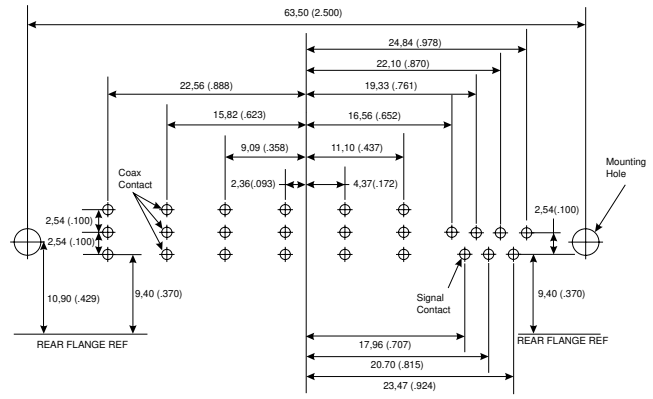 63,50 (2.500)
24,84 (.978)
22,10 (.870)
22,56 (.888)
19,33 (.761)
15,82 (.623)
16,56 (.652)
9,09 (.358)
11,10 (.437)
Coax
Contact
2,36(.093)
4,37(.172)
Mounting
Hole
2,54 (.100)
2,54 (.100)
2,54(.100)
10,90 (.429)
9,40 (.370)
Signal
Contact
9,40 (.370)
REAR FLANGE REF
17,96 (.707)
REAR FLANGE REF
20.70 (.815)
23,47 (.924)